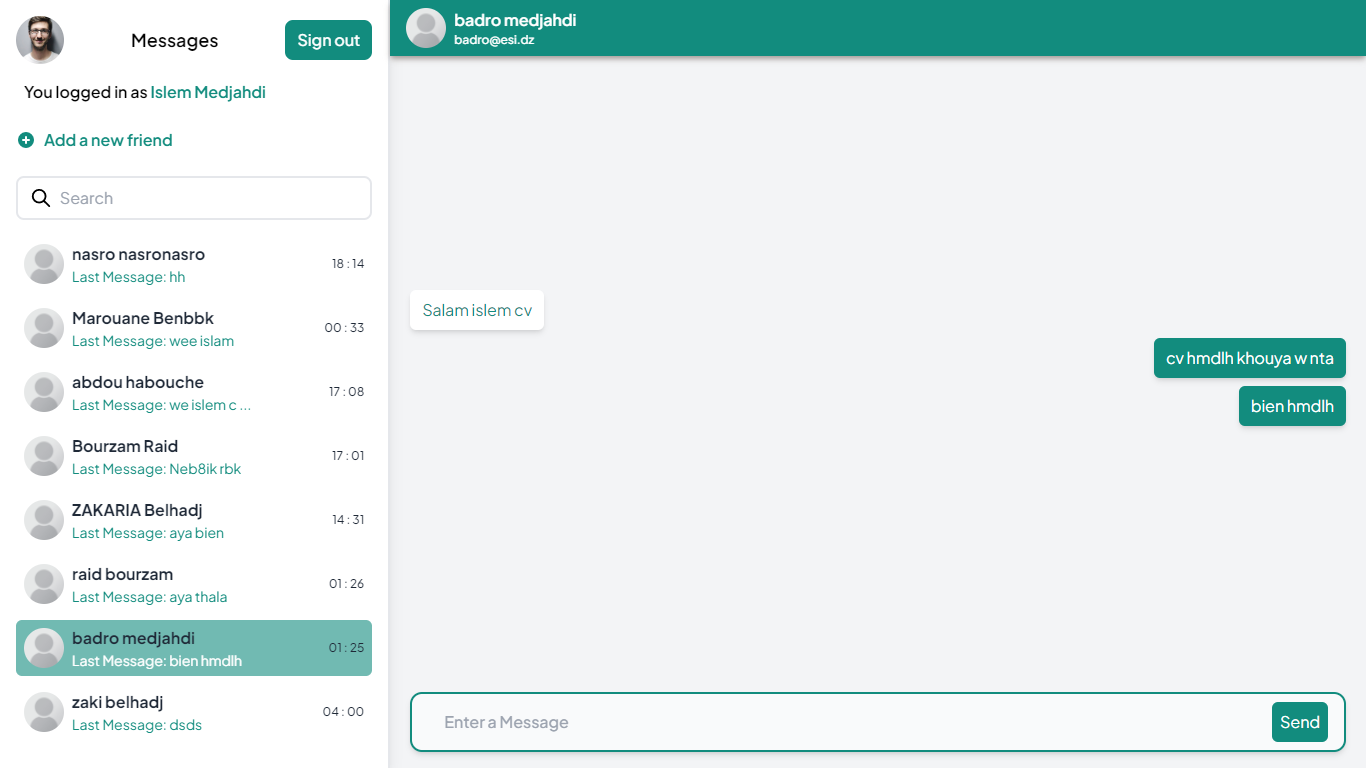 Messages
Sign out
You logged in as Islem Medjahdi
Add a new friend
Search
nasro nasronasro
18 : 14
Last Message: hh
Marouane Benbbk
00 : 33
Last Message: wee islam
abdou habouche
17 : 08
Last Message: we islem c ...
Bourzam Raid
17 : 01
Last Message: Neb8ik rbk
ZAKARIA Belhadj
14 : 31
Last Message: aya bien
raid bourzam
01 : 26
Last Message: aya thala
badro medjahdi
01 : 25
Last Message: bien hmdlh
zaki belhadj
04 : 00
Last Message: dsds
badro medjahdi
badro@esi.dz
Salam islem cv
cv hmdlh khouya w nta
bien hmdlh
Enter a Message
Send